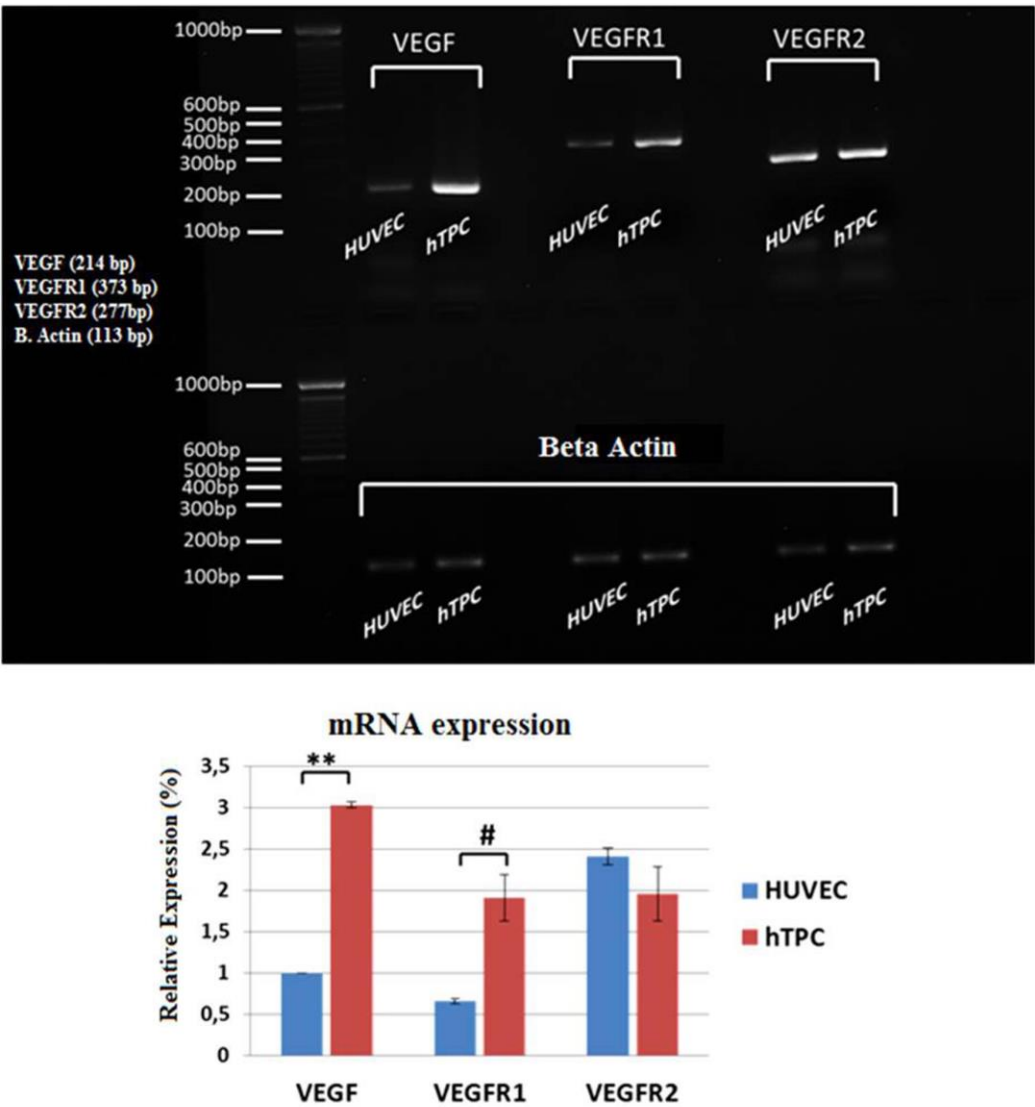 1000bp
VEGF
VEGFR1
VEGFR2
600bp
500bp
400bp
300bp
200bp
100bp
HUVEC
hTPC
HUVEC
hTPC
HUVEC
hTPC
VEGF (214 bp)
VEGFR1 (373 bp)
VEGFR2 (277bp)
B. Actin (113 bp)
1000bp
600bp
500bp
400bp
300bp
200bp
100bp
Beta Actin
HUVEC
hTPC
HUVEC
hTPC
HUVEC
hTPC
mRNA expression
Relative Expression (%)
3,5
3
2,5
2
1,5
1
0,5
0
**
#
VEGF
VEGFR1
VEGFR2
HUVEC
hTPC